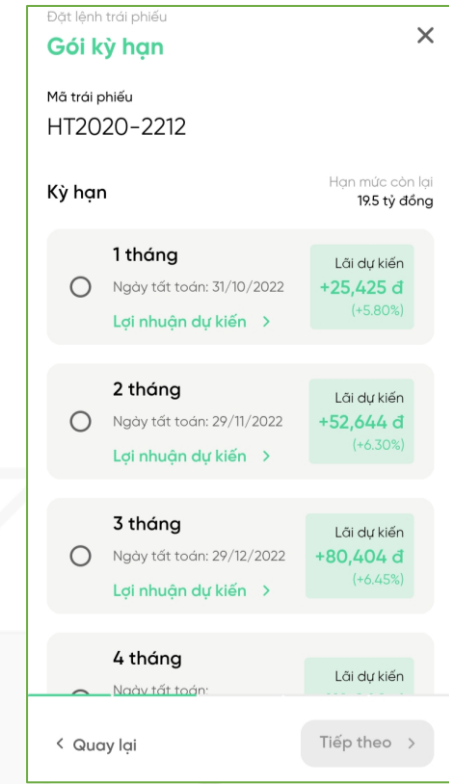 Đặt lệnh trái phiếu
Gói kỳ hạn
Mã trái phiếu
HT2020-2212
Kỳ hạn
Hạn mức còn lại
19.5 tỷ đồng
1 tháng
Ngày tất toán: 31/10/2022
Lợi nhuận dự kiến >
Lãi dự kiến
+25,425 đ
(+5.80%)
2 tháng
Ngày tất toán: 29/11/2022
Lợi nhuận dự kiến >
Lãi dự kiến
+52,644 đ
(+6.30%)
3 tháng
Ngày tất toán: 29/12/2022
Lợi nhuận dự kiến >
Lãi dự kiến
+80,404 đ
(+6.45%)
4 tháng
Ngày tất toán:
Lãi dự kiến
< Quay lại
Tiếp theo >